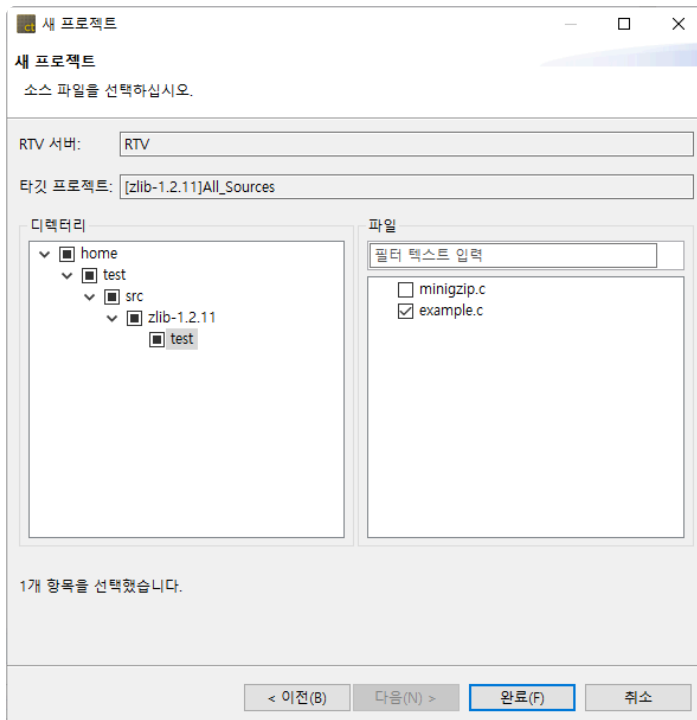 ct 새 프로젝트
새 프로젝트
소스 파일을 선택하십시오.
RTV 서버: RTV
타깃 프로젝트: [zlib-1.2.11]All_Sources
디렉터리
home
test
src
zlib-1.2.11
test
파일
필터 텍스트 입력
minigzip.c
example.c
1개 항목을 선택했습니다.
< 이전(B) 다음(N) > 완료(F) 취소